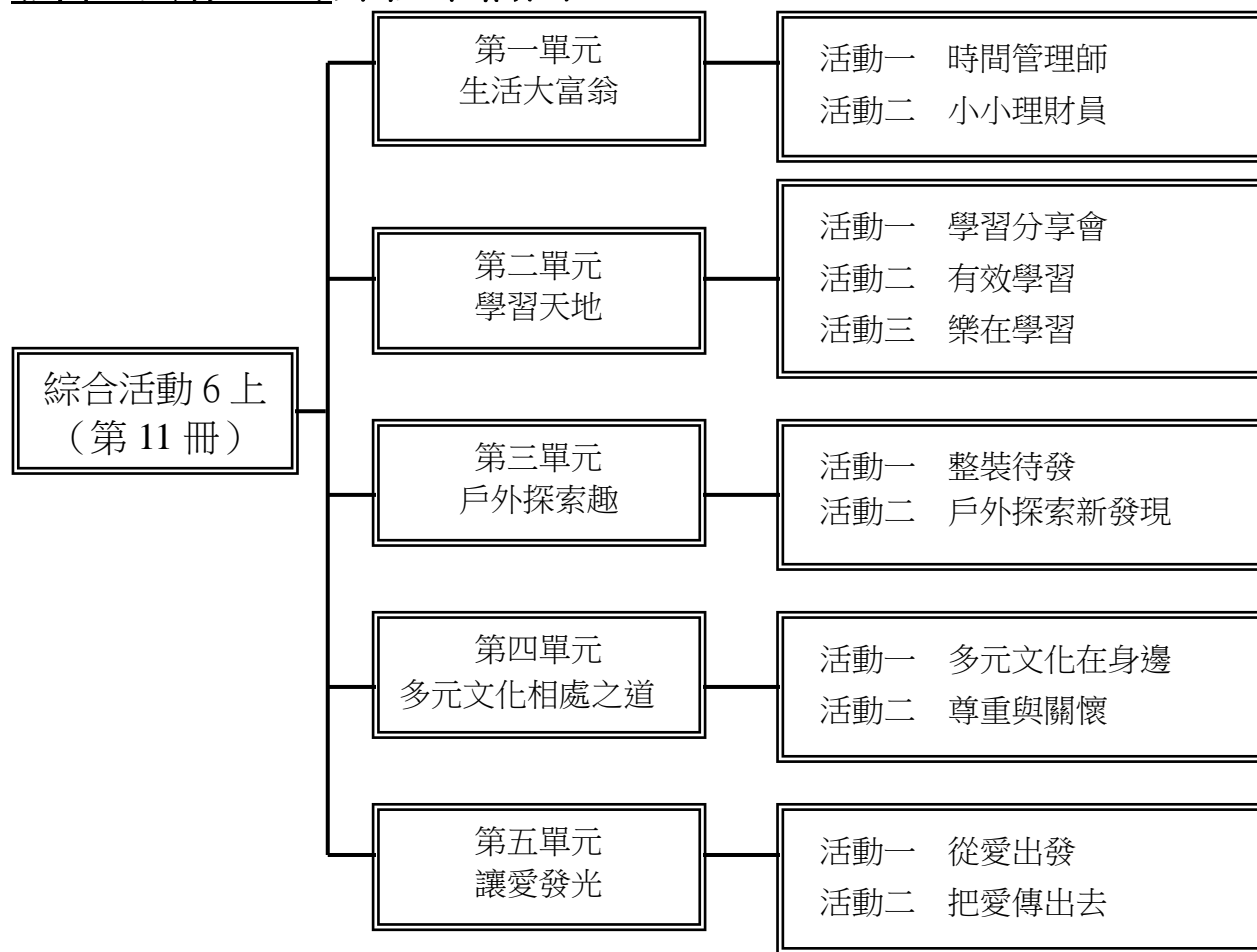 第一單元
生活大富翁
活動一 時間管理師
活動二 小小理財員
第二單元
學習天地
活動一 學習分享會
活動二 有效學習
活動三 樂在學習
綜合活動 6 上
（第 11 冊）
第三單元
戶外探索趣
活動一 整裝待發
活動二 戶外探索新發現
第四單元
多元文化相處之道
活動一 多元文化在身邊
活動二 尊重與關懷
第五單元
讓愛發光
活動一 從愛出發
活動二 把愛傳出去